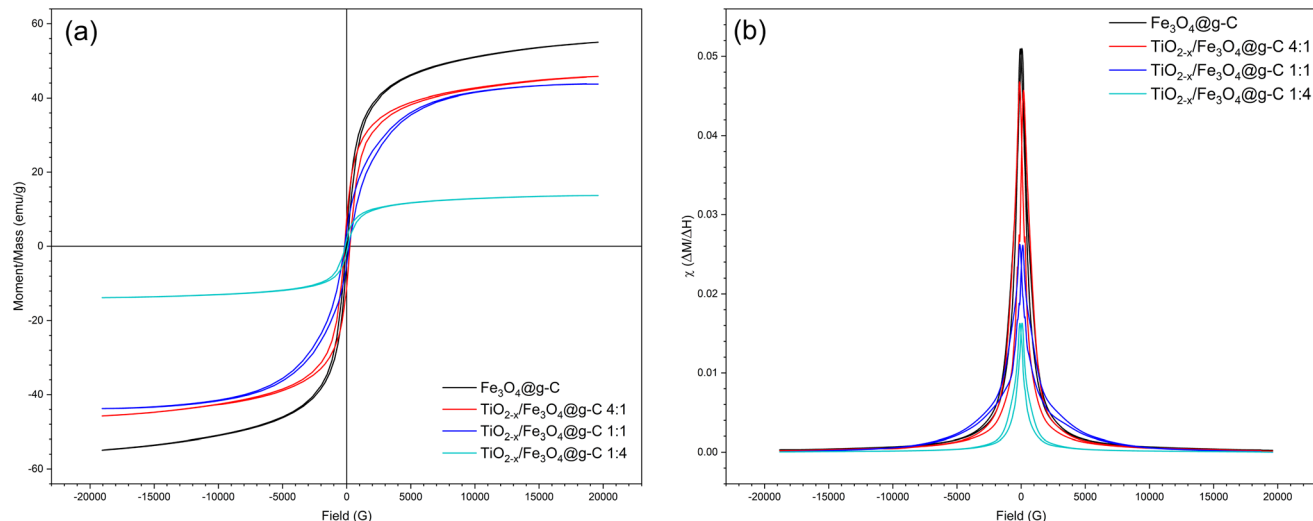 (a)
Moment/Mass (emu/g)
60
40
20
0
-20
-40
-60
-20000 -15000 -10000 -5000 0 5000 10000 15000 20000
Field (G)
Fe₃O₄@g-C
TiO₂₋ₓ/Fe₃O₄@g-C 4:1
TiO₂₋ₓ/Fe₃O₄@g-C 1:1
TiO₂₋ₓ/Fe₃O₄@g-C 1:4
(b)
Fe₃O₄@g-C
TiO₂₋ₓ/Fe₃O₄@g-C 4:1
TiO₂₋ₓ/Fe₃O₄@g-C 1:1
TiO₂₋ₓ/Fe₃O₄@g-C 1:4
χ (ΔM/ΔH)
0.05
0.04
0.03
0.02
0.01
0.00
-20000 -15000 -10000 -5000 0 5000 10000 15000 20000
Field (G)